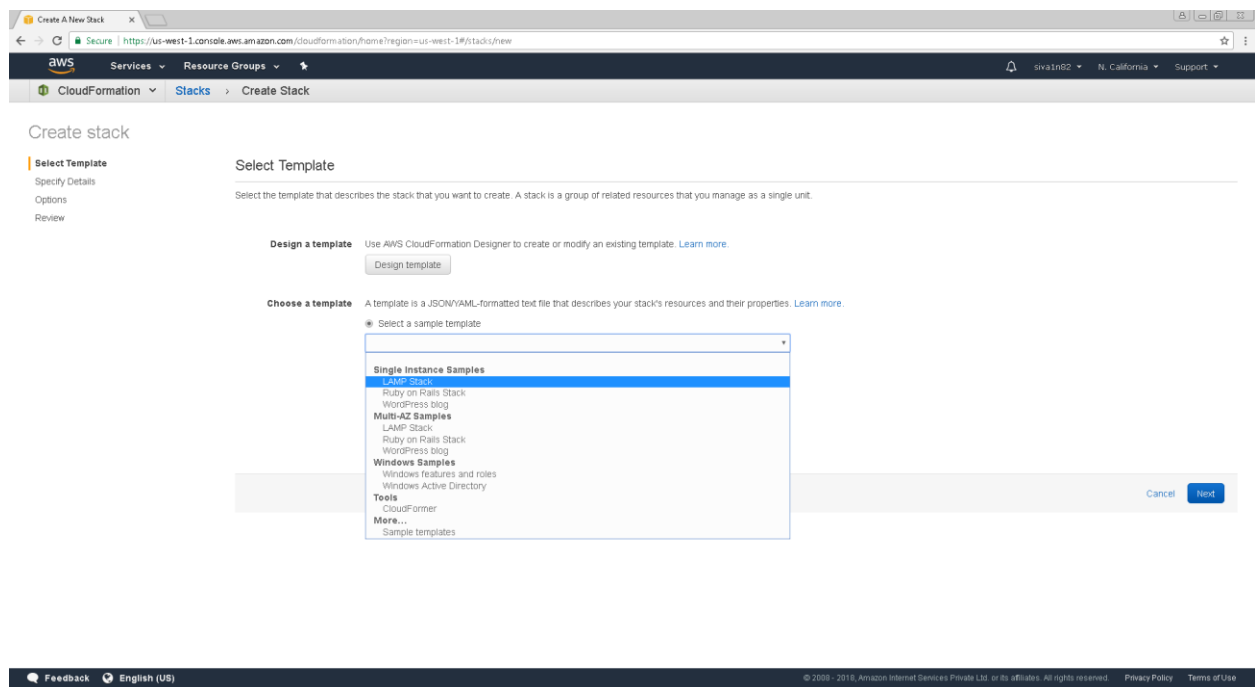 Create A New Stack
Secure | https://us-west-1.console.aws.amazon.com/cloudformation/home?region=us-west-1#/stacks/new
aws Services Resource Groups siva1n82 N. California Support
CloudFormation Stacks › Create Stack
Create stack
Select Template
Specify Details
Options
Review
Select Template
Select the template that describes the stack that you want to create. A stack is a group of related resources that you manage as a single unit.
Design a template Use AWS CloudFormation Designer to create or modify an existing template. Learn more.
Design template
Choose a template A template is a JSON/YAML-formatted text file that describes your stack's resources and their properties. Learn more.
Select a sample template
Single Instance Samples
LAMP Stack
Ruby on Rails Stack
WordPress blog
Multi-AZ Samples
LAMP Stack
Ruby on Rails Stack
WordPress blog
Windows Samples
Windows features and roles
Windows Active Directory
Tools
CloudFormer
More...
Sample templates
Cancel Next
Feedback English (US) © 2008 - 2018, Amazon Internet Services Private Ltd. or its affiliates. All rights reserved. Privacy Policy Terms of Use